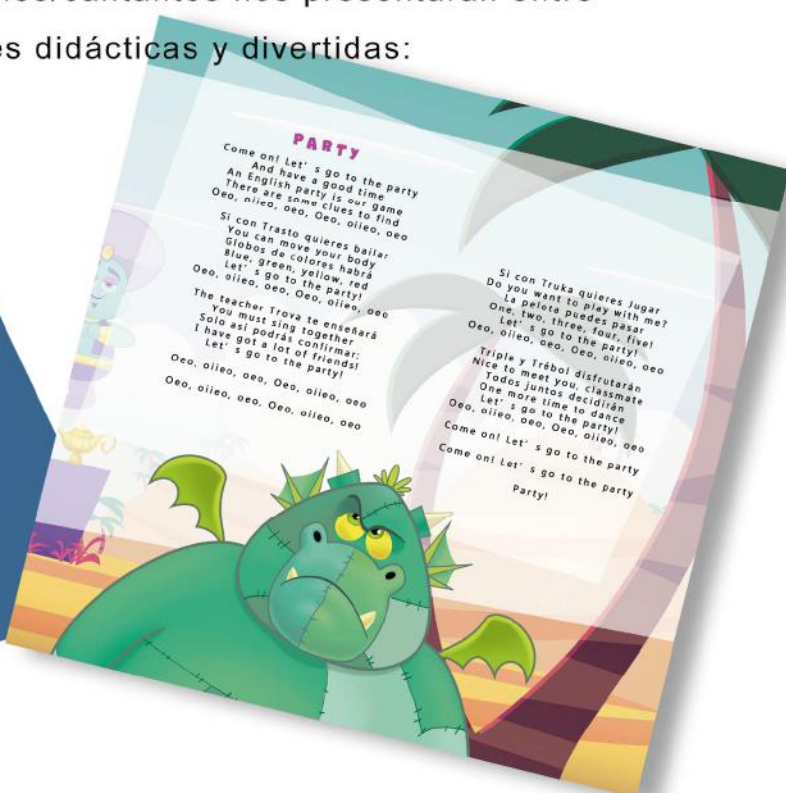 nos presentarán entre
didácticas y divertidas:
PARTY
Come on! Let' s go to the party
And have a good time
An English party is our game
There are some clues to find
Oeo, oiieo, oeo, Oeo, oiieo, oeo
Si con Trasto quieres bailar
You can move your body
Globos de colores habrá
Blue, green, yellow, red
Let' s go to the party!
Oeo, oiieo, oeo, Oeo, oiieo, oeo
The teacher Trova te enseñará
You must sing together
Solo así podrás confirmar:
I have got a lot of friends!
Let' s go to the party!
Oeo, oiieo, oeo, Oeo, oiieo, oeo
Oeo, oiieo, oeo, Oeo, oiieo, oeo
Si con Truka quieres Jugar
Do you want to play with me?
La pelota puedes pasar
One, two, three, four, five!
Let' s go to the party!
Oeo, oiieo, oeo, Oeo, oiieo, oeo
Triple y Trébol disfrutarán
Nice to meet you, classmate
Todos juntos decidirán
One more time to dance
Let' s go to the party!
Oeo, oiieo, oeo, Oeo, oiieo, oeo
Come on! Let' s go to the party
Come on! Let' s go to the party
Party!